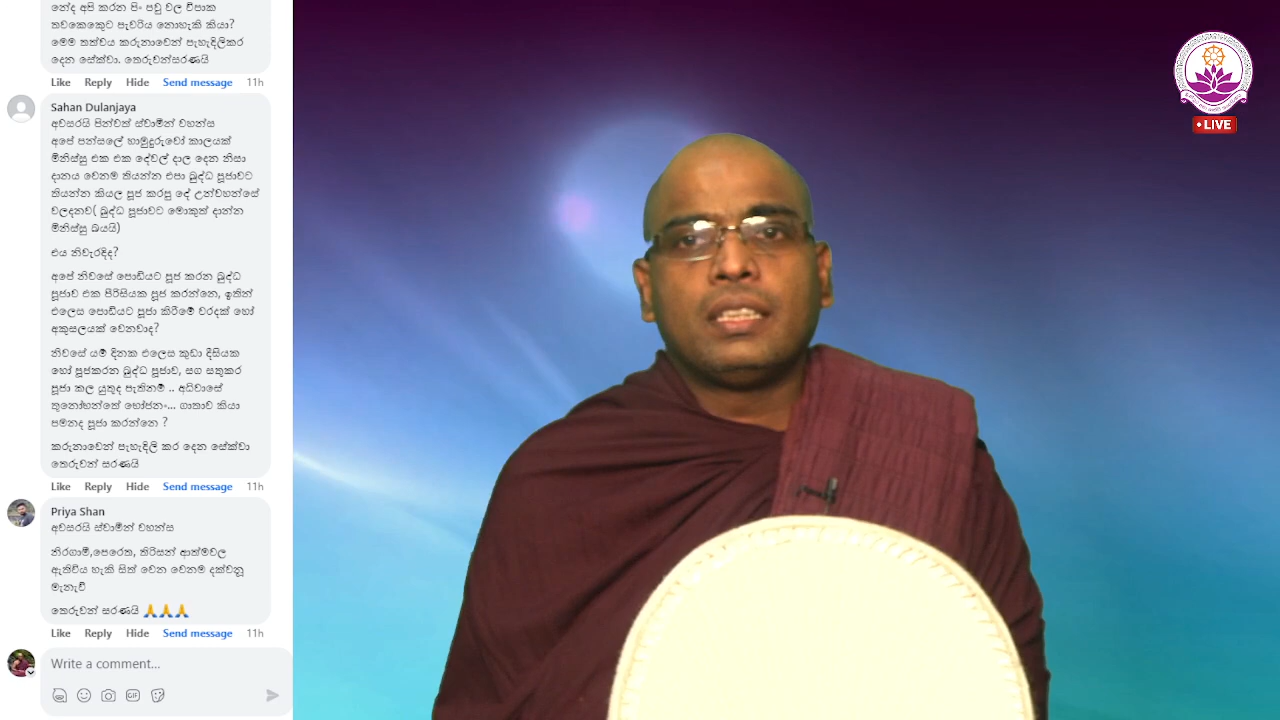 තේද අපි කරන පිං පවු වල විපාක
තවකෙකෙුට පැවරිය නොහැකි කියා?
මෙම තත්වය කරුනාවෙන් පැහැදිලිකර
දෙන සේක්වා. තෙරුවන්සරණයි
Like Reply Hide Send message 11h
Sahan Dulanjaya
අවසරයි පින්වත් ස්වාමීන් වහන්ස
අපේ පන්සලේ හාමුදුරුවෝ කාලයක්
මිනිස්සු එක එක දේවල් දාල දෙන නිසා
දානය වෙනම තියන්න එපා බුද්ධ පූජාවට
තියන්න කියල පූජ කරපු දේ උන්වහන්සේ
වලදනව( බුද්ධ පූජාවට මොකුත් දාන්න
මිනිස්සු බයයි)
එය නිවැරදිද?
අපේ නිවසේ පොඩියට පූජ කරන බුද්ධ
පූජාව එක පිරිසියක පූජ කරන්නෙ, ඉතින්
එලෙස පොඩියට පූජා කිරීමේ වරදක් හෝ
අකුසලයක් වෙනවාද?
නිවසේ යම් දිනක එලෙස කුඩා දීසියක
හෝ පූජකරන බුද්ධ පූජාව, සග සතුකර
පූජා කල යුතුද පැතිනම් .. අධිවාසේ
තුනෝභන්තේ භෝජනං... ගාතාව කියා
පමනද පූජා කරන්නෙ ?
කරුනාවෙන් පැහැදිලි කර දෙන සේක්වා
තෙරුවන් සරණයි
Like Reply Hide Send message 11h
Priya Shan
අවසරයි ස්වාමීන් වහන්ස
නිරගාමී,පෙරෙත, තිරිසන් ආත්මවල
ඇතිවිය හැකි සිත් වෙන වෙනම දක්වනු
මැනැවි
තෙරුවන් සරණයි 🙏🙏🙏
Like Reply Hide Send message 11h
Write a comment...
GIF
• LIVE